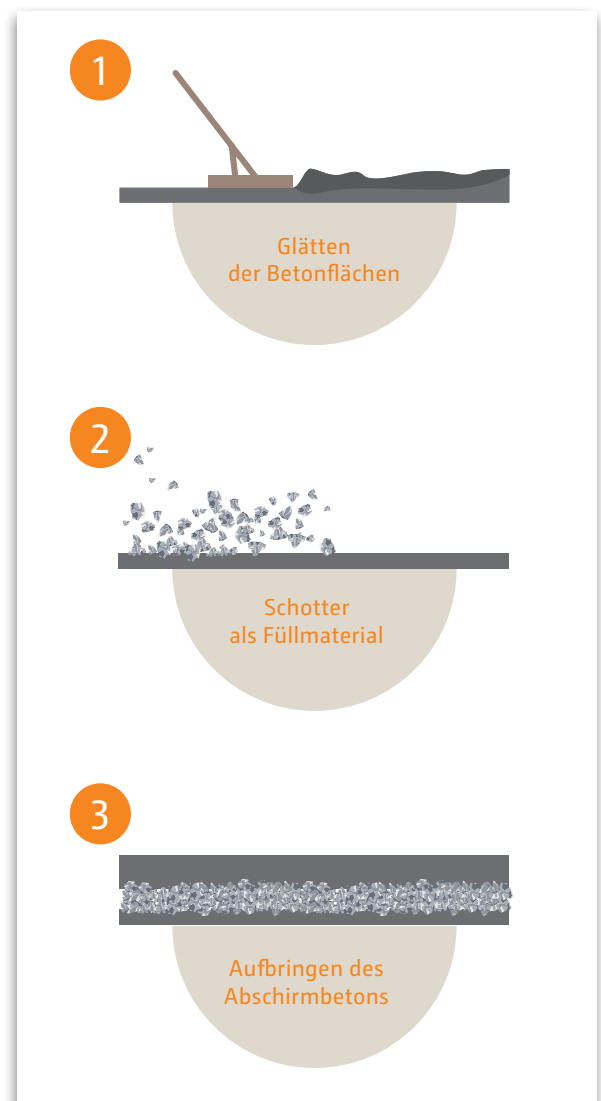 1
Glätten
der Betonflächen
2
Schotter
als Füllmaterial
3
Aufbringen des
Abschirmbetons